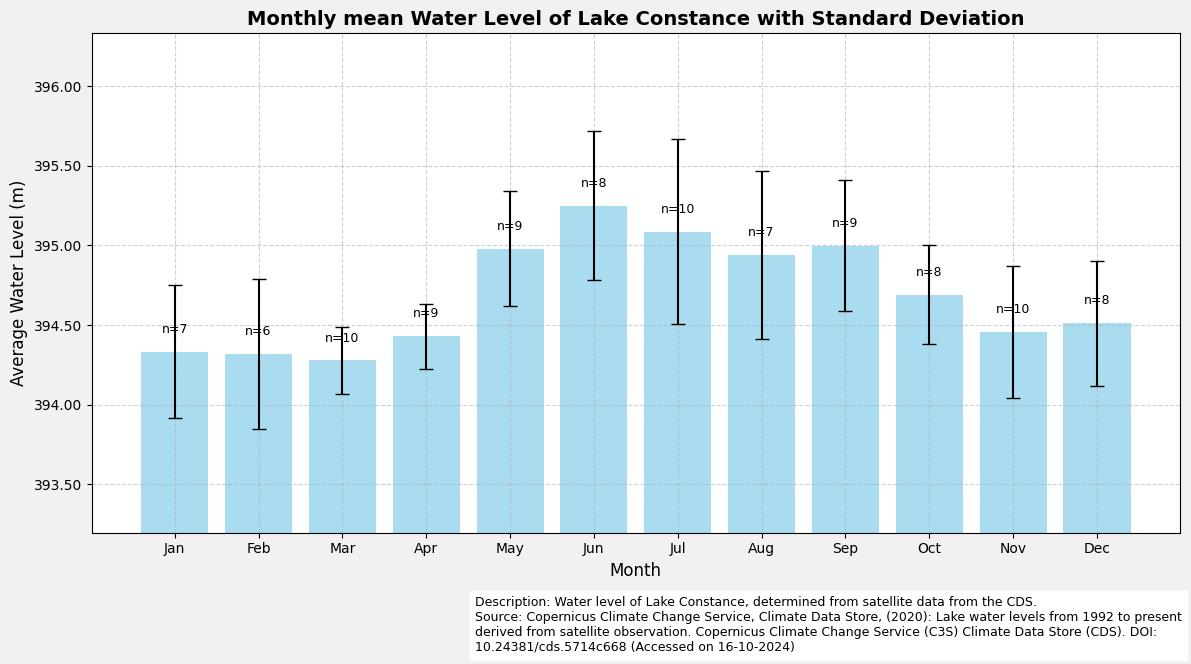 Monthly mean Water Level of Lake Constance with Standard Deviation
Average Water Level (m)
396.00
395.50
395.00
394.50
394.00
393.50
n=7
n=6
n=10
n=9
n=9
n=8
n=10
n=7
n=9
n=8
n=10
n=8
Jan Feb Mar Apr May Jun Jul Aug Sep Oct Nov Dec
Month
Description: Water level of Lake Constance, determined from satellite data from the CDS.
Source: Copernicus Climate Change Service, Climate Data Store, (2020): Lake water levels from 1992 to present
derived from satellite observation. Copernicus Climate Change Service (C3S) Climate Data Store (CDS). DOI:
10.24381/cds.5714c668 (Accessed on 16-10-2024)